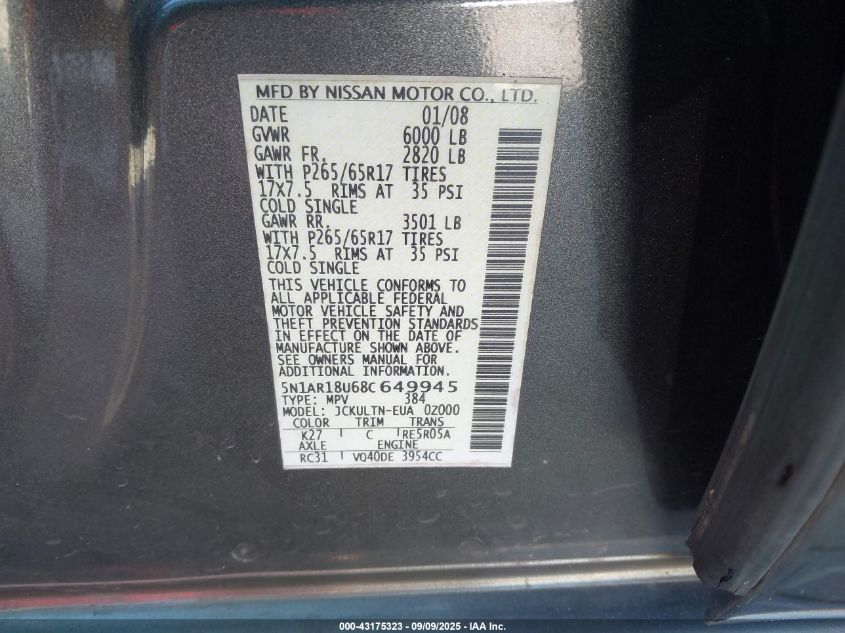 MFD BY NISSAN MOTOR CO., LTD.
DATE 01/08
GVWR 6000 LB
GAWR FR. 2820 LB
WITH P265/65R17 TIRES
17X7.5 RIMS AT 35 PSI
COLD SINGLE
GAWR RR. 3501 LB
WITH P265/65R17 TIRES
17X7.5 RIMS AT 35 PSI
COLD SINGLE
THIS VEHICLE CONFORMS TO
ALL APPLICABLE FEDERAL
MOTOR VEHICLE SAFETY AND
THEFT PREVENTION STANDARDS
IN EFFECT ON THE DATE OF
MANUFACTURE SHOWN ABOVE.
SEE OWNERS MANUAL FOR
ADDITIONAL INFORMATION.
5N1AR18U68C649945
TYPE: MPV 384
MODEL: JCKULTN-EUA 0Z000
COLOR TRIM TRANS
K27 C RE5R05A
AXLE ENGINE
RC31 VQ40DE 3954CC
000-43175323 - 09/09/2025 - IAA Inc.